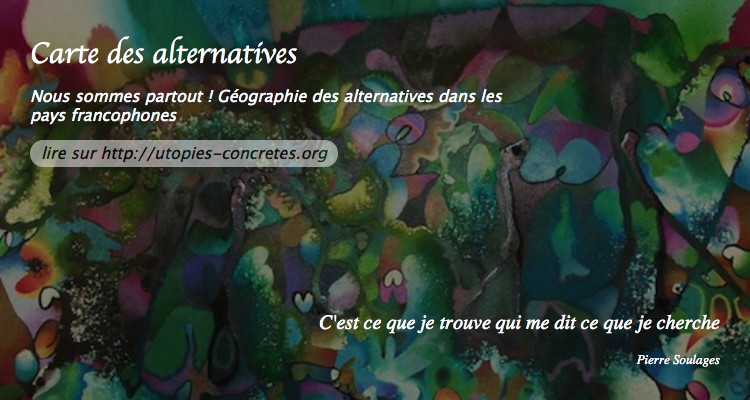 Carte des alternatives
Nous sommes partout ! Géographie des alternatives dans les
pays francophones
lire sur http://utopies-concretes.org
C'est ce que je trouve qui me dit ce que je cherche
Pierre Soulages